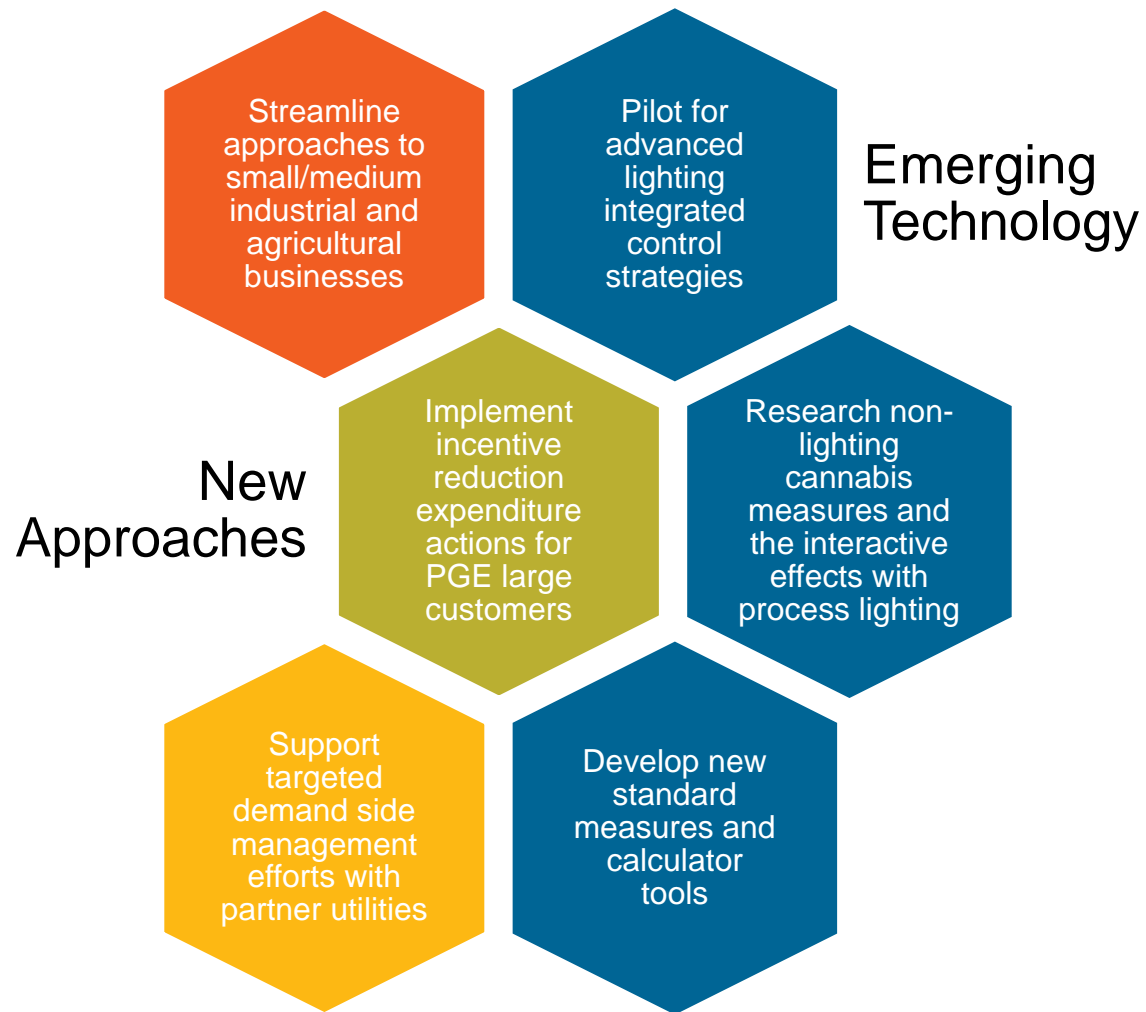 Streamline
approaches to
small/medium
industrial and
agricultural
businesses
Pilot for
advanced
lighting
integrated
control
strategies
Emerging
Technology
New
Approaches
Implement
incentive
reduction
expenditure
actions for
PGE large
customers
Research non-
lighting
cannabis
measures and
the interactive
effects with
process lighting
Support
targeted
demand side
management
efforts with
partner utilities
Develop new
standard
measures and
calculator
tools